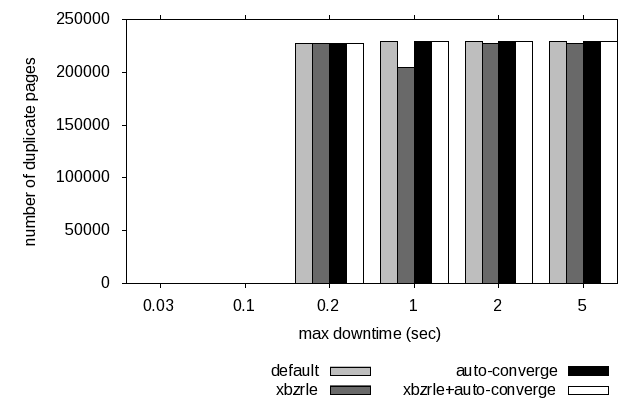 250000
200000
150000
100000
50000
0
number of duplicate pages
0.03 0.1 0.2 1 2 5
max downtime (sec)
default auto-converge
xbzrle xbzrle+auto-converge